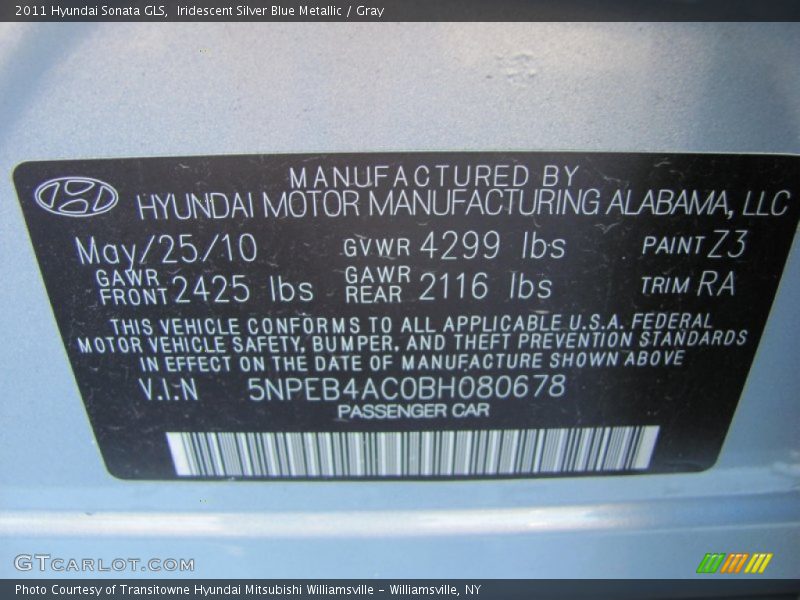 2011 Hyundai Sonata GLS, Iridescent Silver Blue Metallic / Gray
MANUFACTURED BY
HYUNDAI MOTOR MANUFACTURING ALABAMA, LLC
May/25/10 GVWR 4299 lbs PAINT Z3
GAWR FRONT 2425 lbs GAWR REAR 2116 lbs TRIM RA
THIS VEHICLE CONFORMS TO ALL APPLICABLE U.S.A. FEDERAL
MOTOR VEHICLE SAFETY, BUMPER, AND THEFT PREVENTION STANDARDS
IN EFFECT ON THE DATE OF MANUFACTURE SHOWN ABOVE
V.I.N 5NPEB4AC0BH080678
PASSENGER CAR
GTCARLOT.COM
Photo Courtesy of Transitowne Hyundai Mitsubishi Williamsville - Williamsville, NY